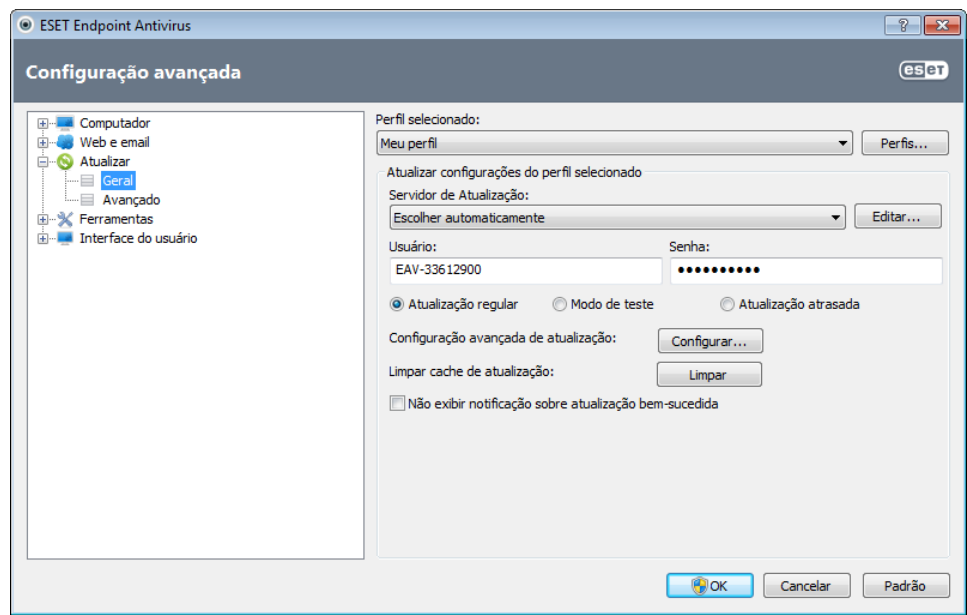 ESET Endpoint Antivirus
Configuração avançada
eset
Computador
Web e email
Atualizar
Geral
Avançado
Ferramentas
Interface do usuário
Perfil selecionado:
Meu perfil
Perfis...
Atualizar configurações do perfil selecionado
Servidor de Atualização:
Escolher automaticamente
Editar...
Usuário: Senha:
EAV-33612900 ●●●●●●●●●●
Atualização regular Modo de teste Atualização atrasada
Configuração avançada de atualização: Configurar...
Limpar cache de atualização: Limpar
Não exibir notificação sobre atualização bem-sucedida
OK Cancelar Padrão